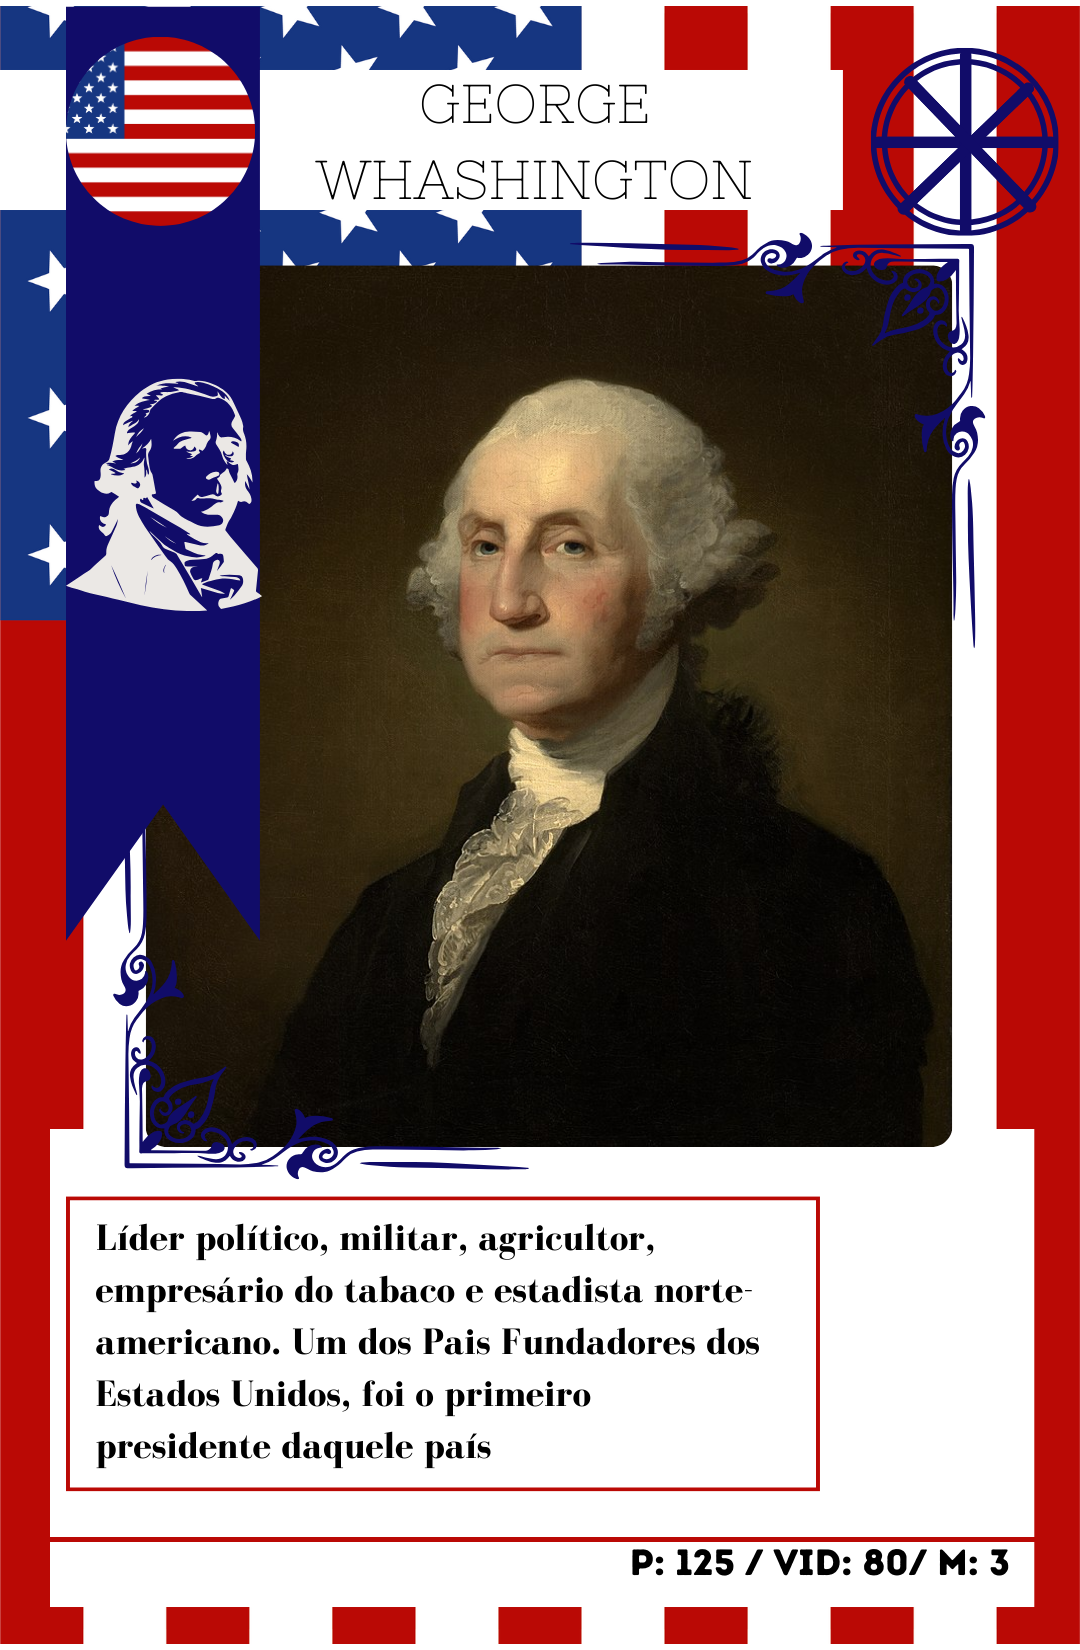 GEORGE
WHASHINGTON
Líder político, militar, agricultor,
empresário do tabaco e estadista norte-
americano. Um dos Pais Fundadores dos
Estados Unidos, foi o primeiro
presidente daquele país
P: 125 / VID: 80/ M: 3